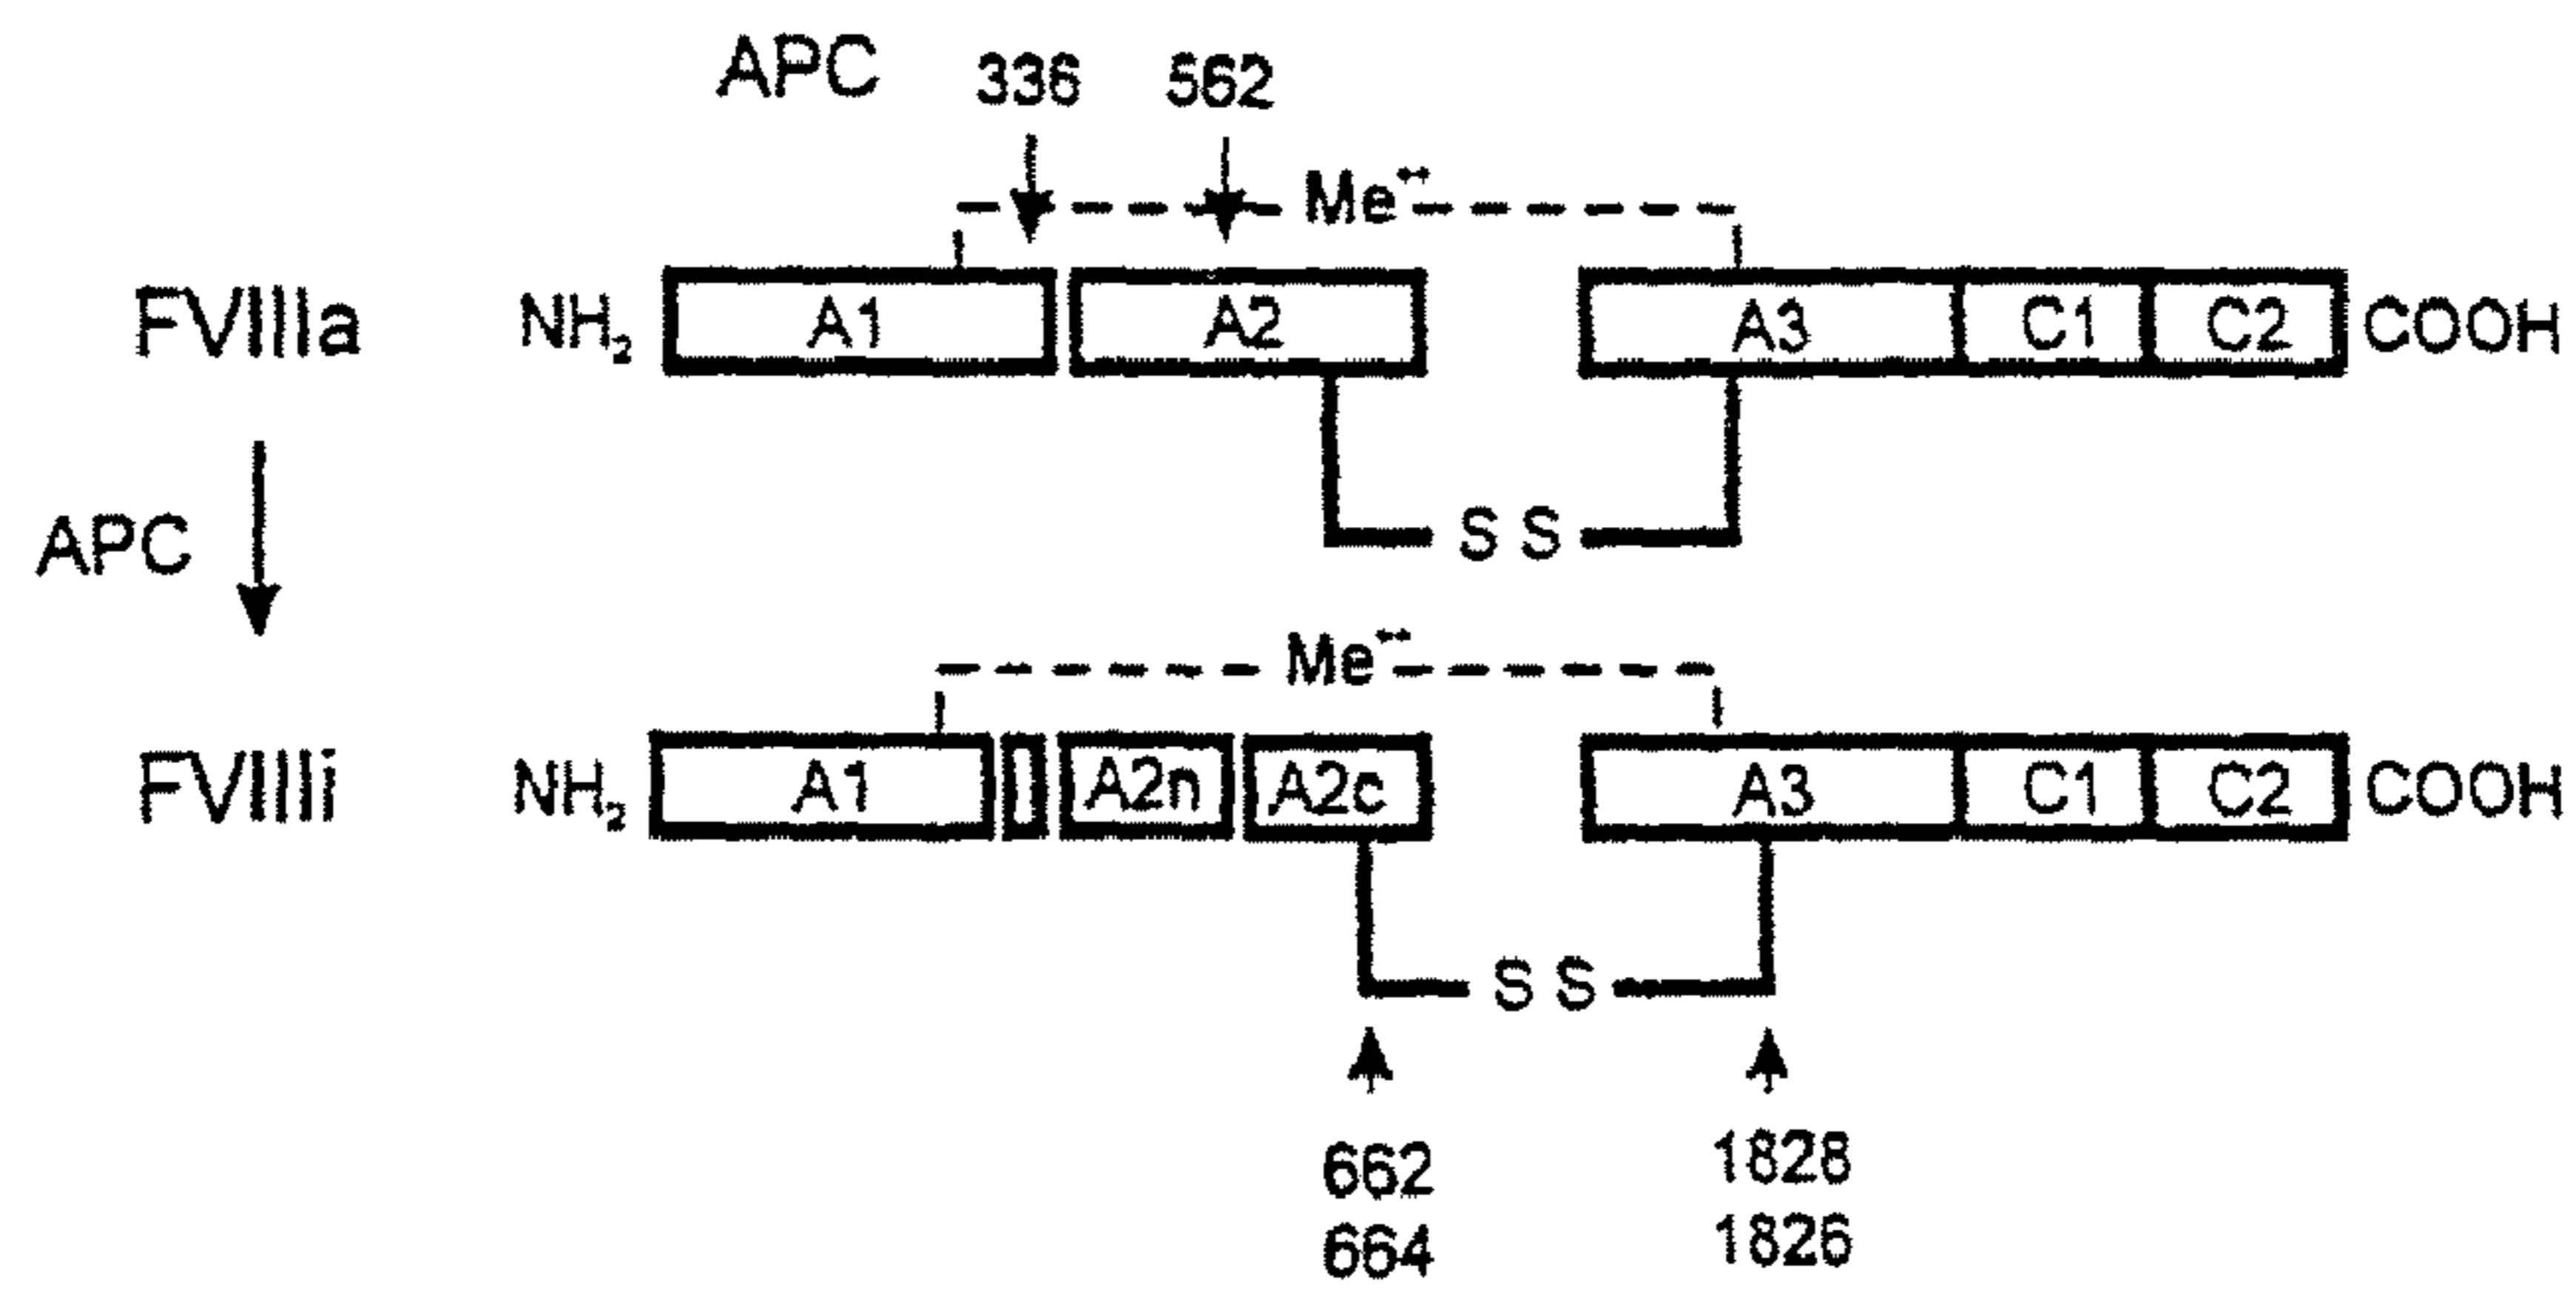 APC 336 562
Me++
FVIIIa NH2 A1 A2 A3 C1 C2 COOH
S S
APC
Me++
FVIIIi NH2 A1 A2n A2c A3 C1 C2 COOH
S S
662 1828
664 1826